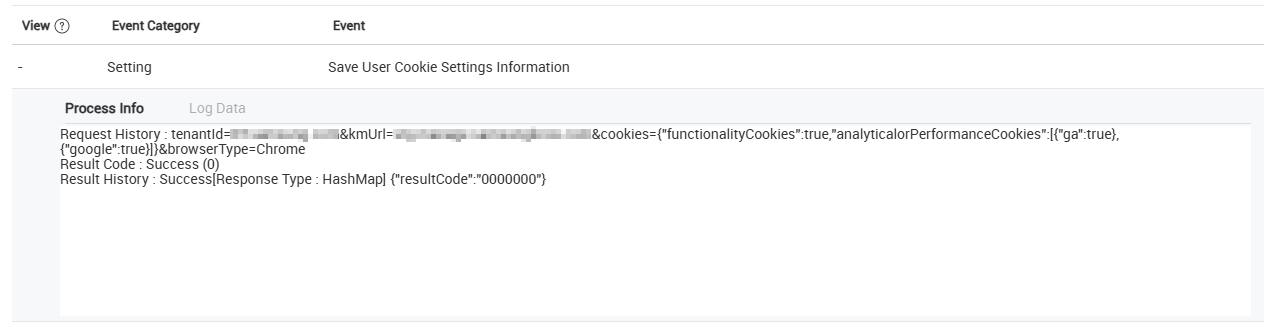 View ? Event Category Event
- Setting Save User Cookie Settings Information
Process Info Log Data
Request History : tenantId= &kmUrl= &cookies={"functionalityCookies":true,"analyticalorPerformanceCookies":[{"ga":true},
{"google":true}]}&browserType=Chrome
Result Code : Success (0)
Result History : Success[Response Type : HashMap] {"resultCode":"0000000"}